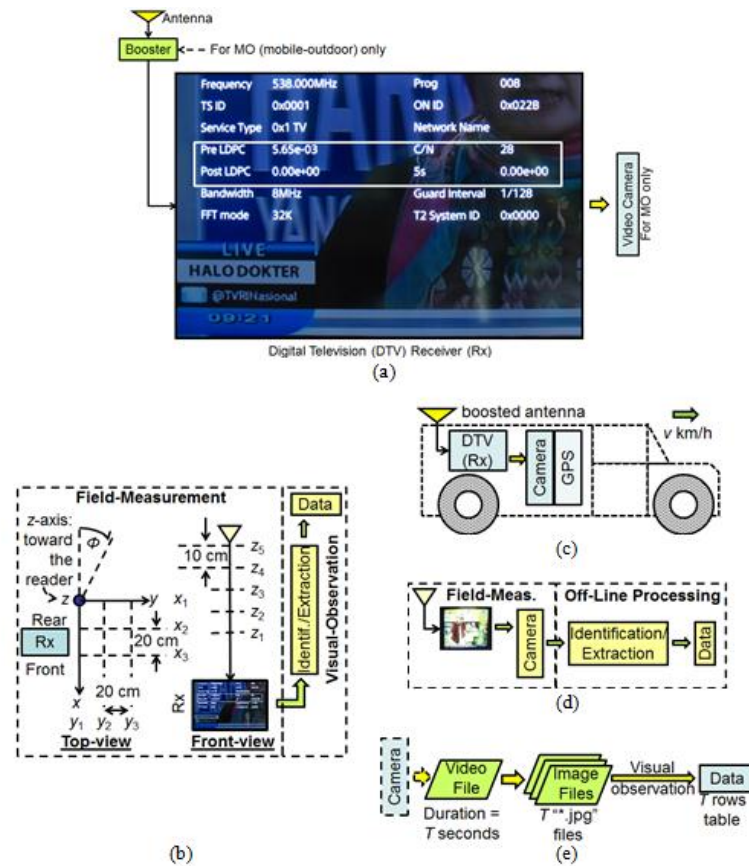 Antenna
Booster
For MO (mobile-outdoor) only
Frequency 538.000MHz Prog 008
TS ID 0x0001 ON ID 0x022B
Service Type 0x1 TV Network Name
Pre LDPC 5.65e-03 C/N 28
Post LDPC 0.00e+00 5s 0.00e+00
Bandwidth 8MHz Guard Interval 1/128
FFT mode 32K T2 System ID 0x0000
LIVE
HALO DOKTER
@TVRINasional
09:21
Video Camera
For MO only
Digital Television (DTV) Receiver (Rx)
(a)
Field-Measurement
z-axis:
toward
the
reader
ϕ
z
y
x1
Rear
x2
Rx
20 cm
Front
x3
20 cm
x
y1 y2 y3
Top-view
10 cm
z5
z4
z3
z2
z1
Rx
Front-view
Data
Identif./Extraction
Visual-Observation
(b)
boosted antenna
v km/h
DTV
(Rx)
Camera
GPS
(c)
Field-Meas.
Off-Line Processing
Camera
Identification/
Extraction
Data
(d)
Camera
Video
File
Image
Files
Visual
observation
Data
Duration =
T seconds
T "*.jpg"
files
T rows
table
(e)